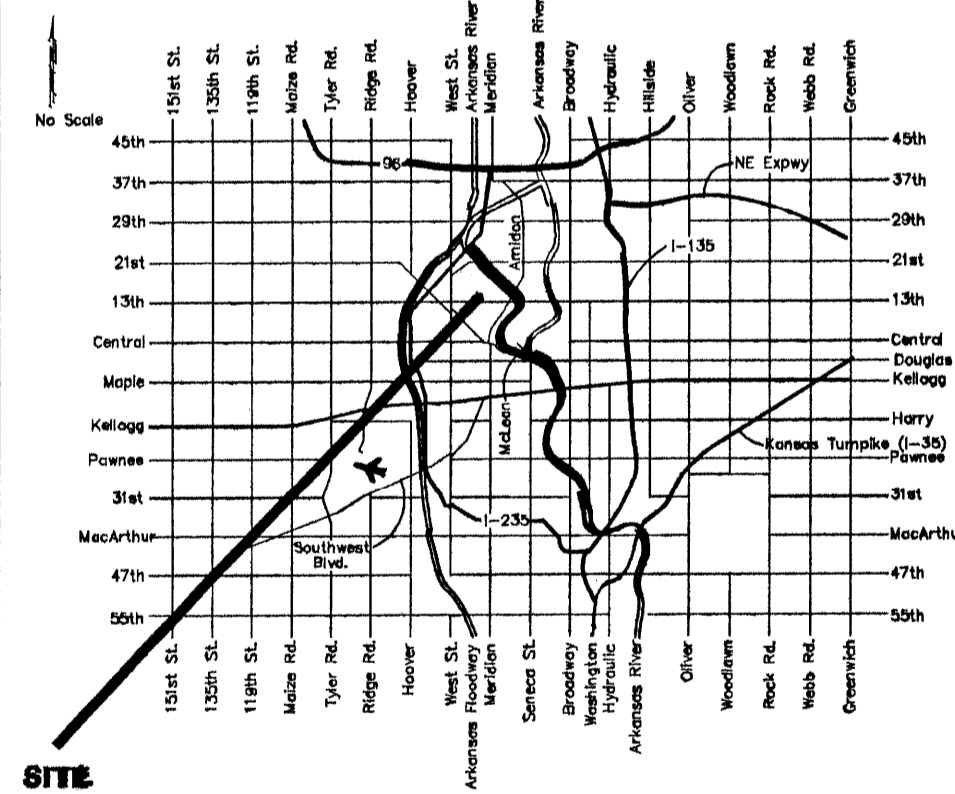 No Scale
151st St.
135th St.
119th St.
Maize Rd.
Tyler Rd.
Ridge Rd.
Hoover
West St.
Arkansas River
Meridian
Arkansas River
Broadway
Hydraulic
Hillside
Oliver
Woodlawn
Rock Rd.
Webb Rd.
Greenwich
45th
37th
29th
21st
13th
Central
Maple
Kellogg
Pawnee
31st
MacArthur
47th
55th
96
NE Expwy
I-135
Amidon
McLean
Kansas Turnpike (I-35)
I-235
Southwest
Blvd.
45th
37th
29th
21st
13th
Central
Douglas
Kellogg
Harry
Pawnee
31st
MacArthu
47th
55th
151st St.
135th St.
119th St.
Maize Rd.
Tyler Rd.
Ridge Rd.
Hoover
West St.
Arkansas Floodway
Meridian
Seneca St.
Broadway
Washington
Hydraulic
Arkansas River
Oliver
Woodlawn
Rock Rd.
Webb Rd.
Greenwich
SITE